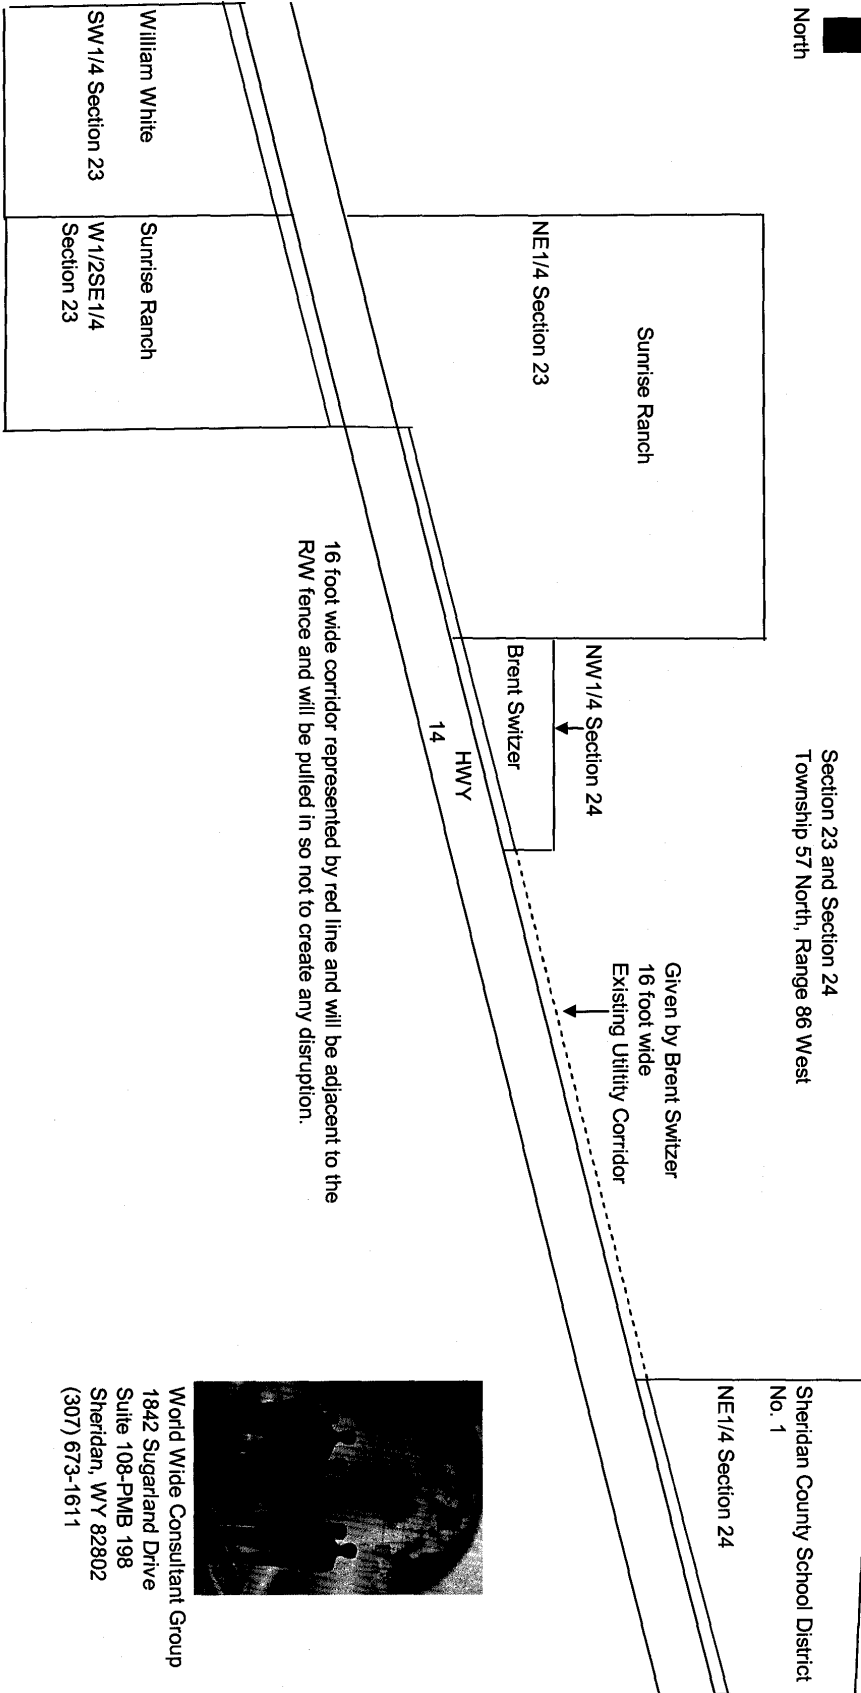 North
Section 23 and Section 24
Township 57 North, Range 86 West
Sunrise Ranch
NE1/4 Section 23
NW1/4 Section 24
Brent Switzer
Given by Brent Switzer
16 foot wide
Existing Utiltity Corridor
Sheridan County School District
No. 1
NE1/4 Section 24
HWY
14
William White
SW1/4 Section 23
Sunrise Ranch
W1/2SE1/4
Section 23
16 foot wide corridor represented by red line and will be adjacent to the
R/W fence and will be pulled in so not to create any disruption.
World Wide Consultant Group
1842 Sugarland Drive
Suite 108-PMB 198
Sheridan, WY 82802
(307) 673-1611